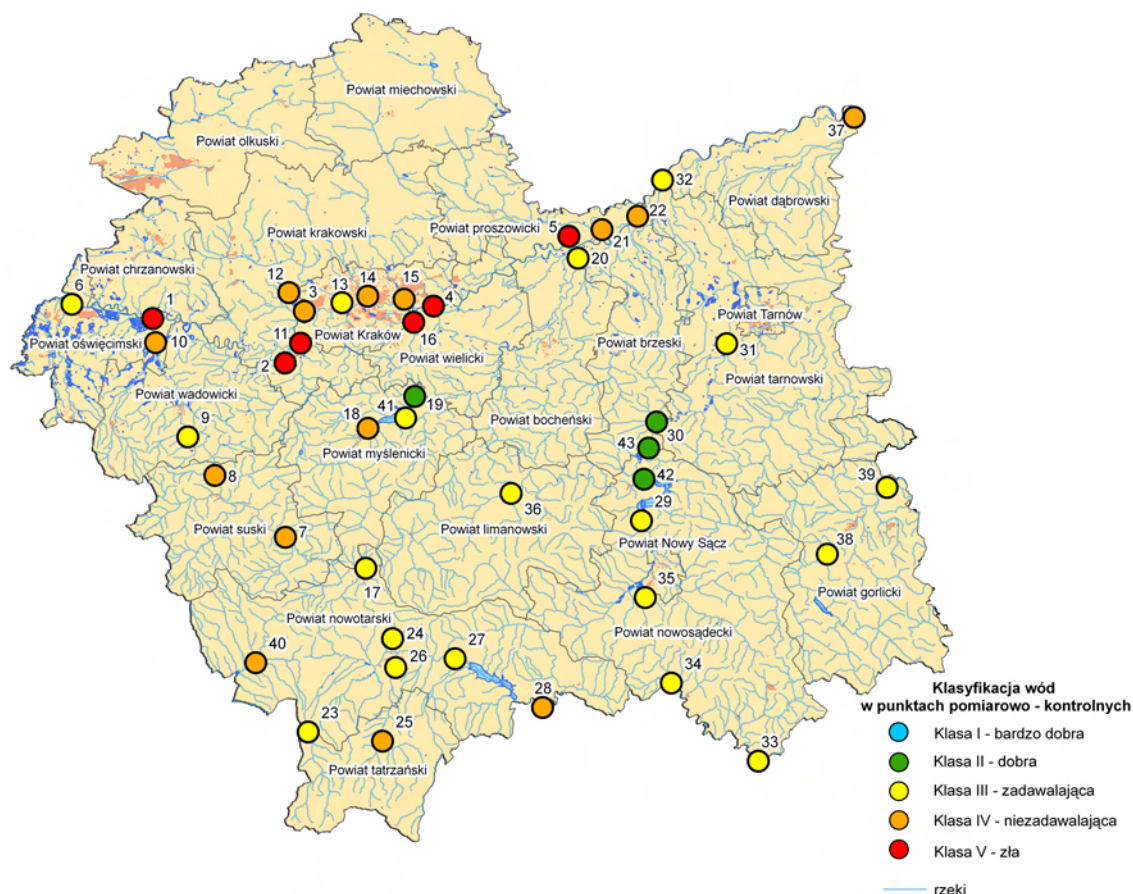 Powiat miechowski
Powiat olkuski
37
32
Powiat dąbrowski
22
Powiat krakowski
Powiat proszowicki
5
21
20
Powiat chrzanowski
6
1
12
3
13
14
15
4
Powiat Tarnów
Powiat oświęcimski
10
11
Powiat Kraków
16
Powiat brzeski
31
2
Powiat wielicki
Powiat tarnowski
Powiat wadowicki
9
18
41
19
Powiat bocheński
30
43
Powiat myślenicki
8
42
39
29
36
Powiat suski
7
Powiat limanowski
Powiat Nowy Sącz
38
17
35
Powiat gorlicki
Powiat nowotarski
24
27
Powiat nowosądecki
40
26
34
28
23
25
33
Powiat tatrzański
Klasyfikacja wód
w punktach pomiarowo - kontrolnych
Klasa I - bardzo dobra
Klasa II - dobra
Klasa III - zadawalająca
Klasa IV - niezadawalająca
Klasa V - zła
rzeki